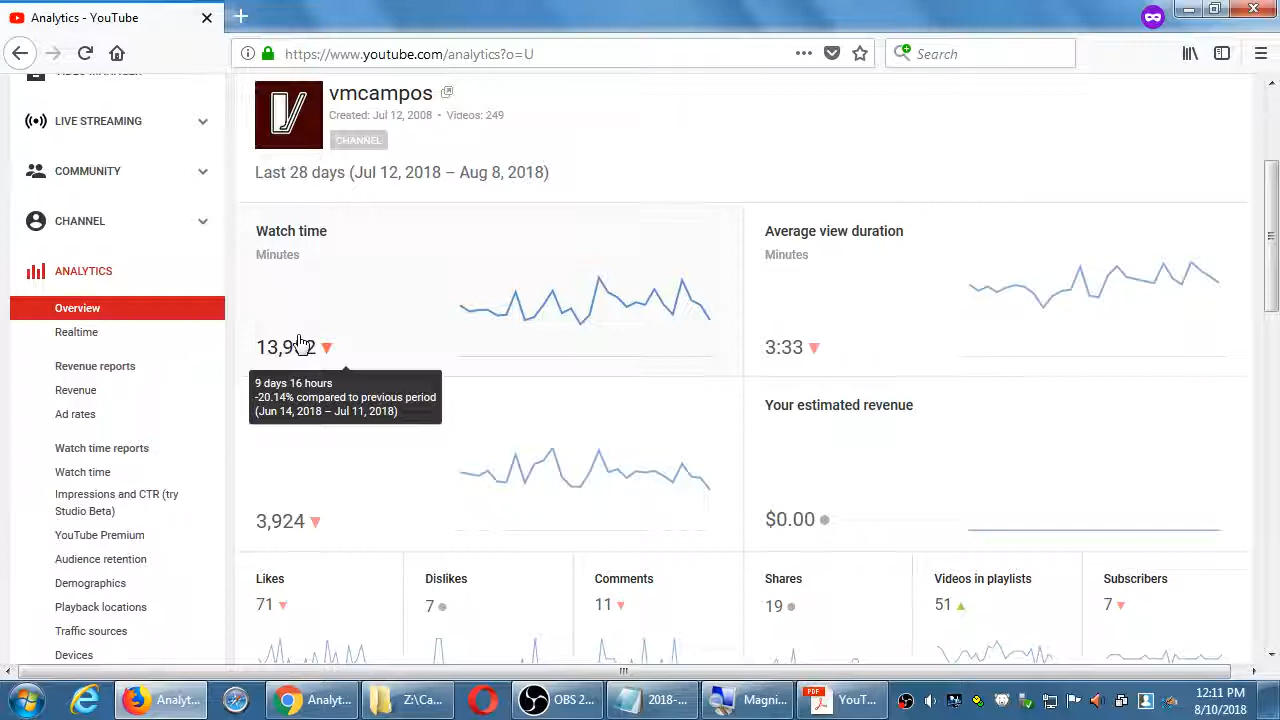 Analytics - YouTube
https://www.youtube.com/analytics?o=U
Search
LIVE STREAMING
COMMUNITY
CHANNEL
ANALYTICS
Overview
Realtime
Revenue reports
Revenue
Ad rates
Watch time reports
Watch time
Impressions and CTR (try
Studio Beta)
YouTube Premium
Audience retention
Demographics
Playback locations
Traffic sources
Devices
vmcampos
Created: Jul 12, 2008 • Videos: 249
CHANNEL
Last 28 days (Jul 12, 2018 – Aug 8, 2018)
Watch time
Minutes
9 days 16 hours
-20.14% compared to previous period
(Jun 14, 2018 – Jul 11, 2018)
Average view duration
Minutes
3:33
3,924
Your estimated revenue
$0.00
Likes
71
Dislikes
7
Comments
11
Shares
19
Videos in playlists
51
Subscribers
7
Analyt...
Analyt...
Z:\Ca...
OBS 2...
2018-...
Magni...
PDF
YouT...
12:11 PM
8/10/2018